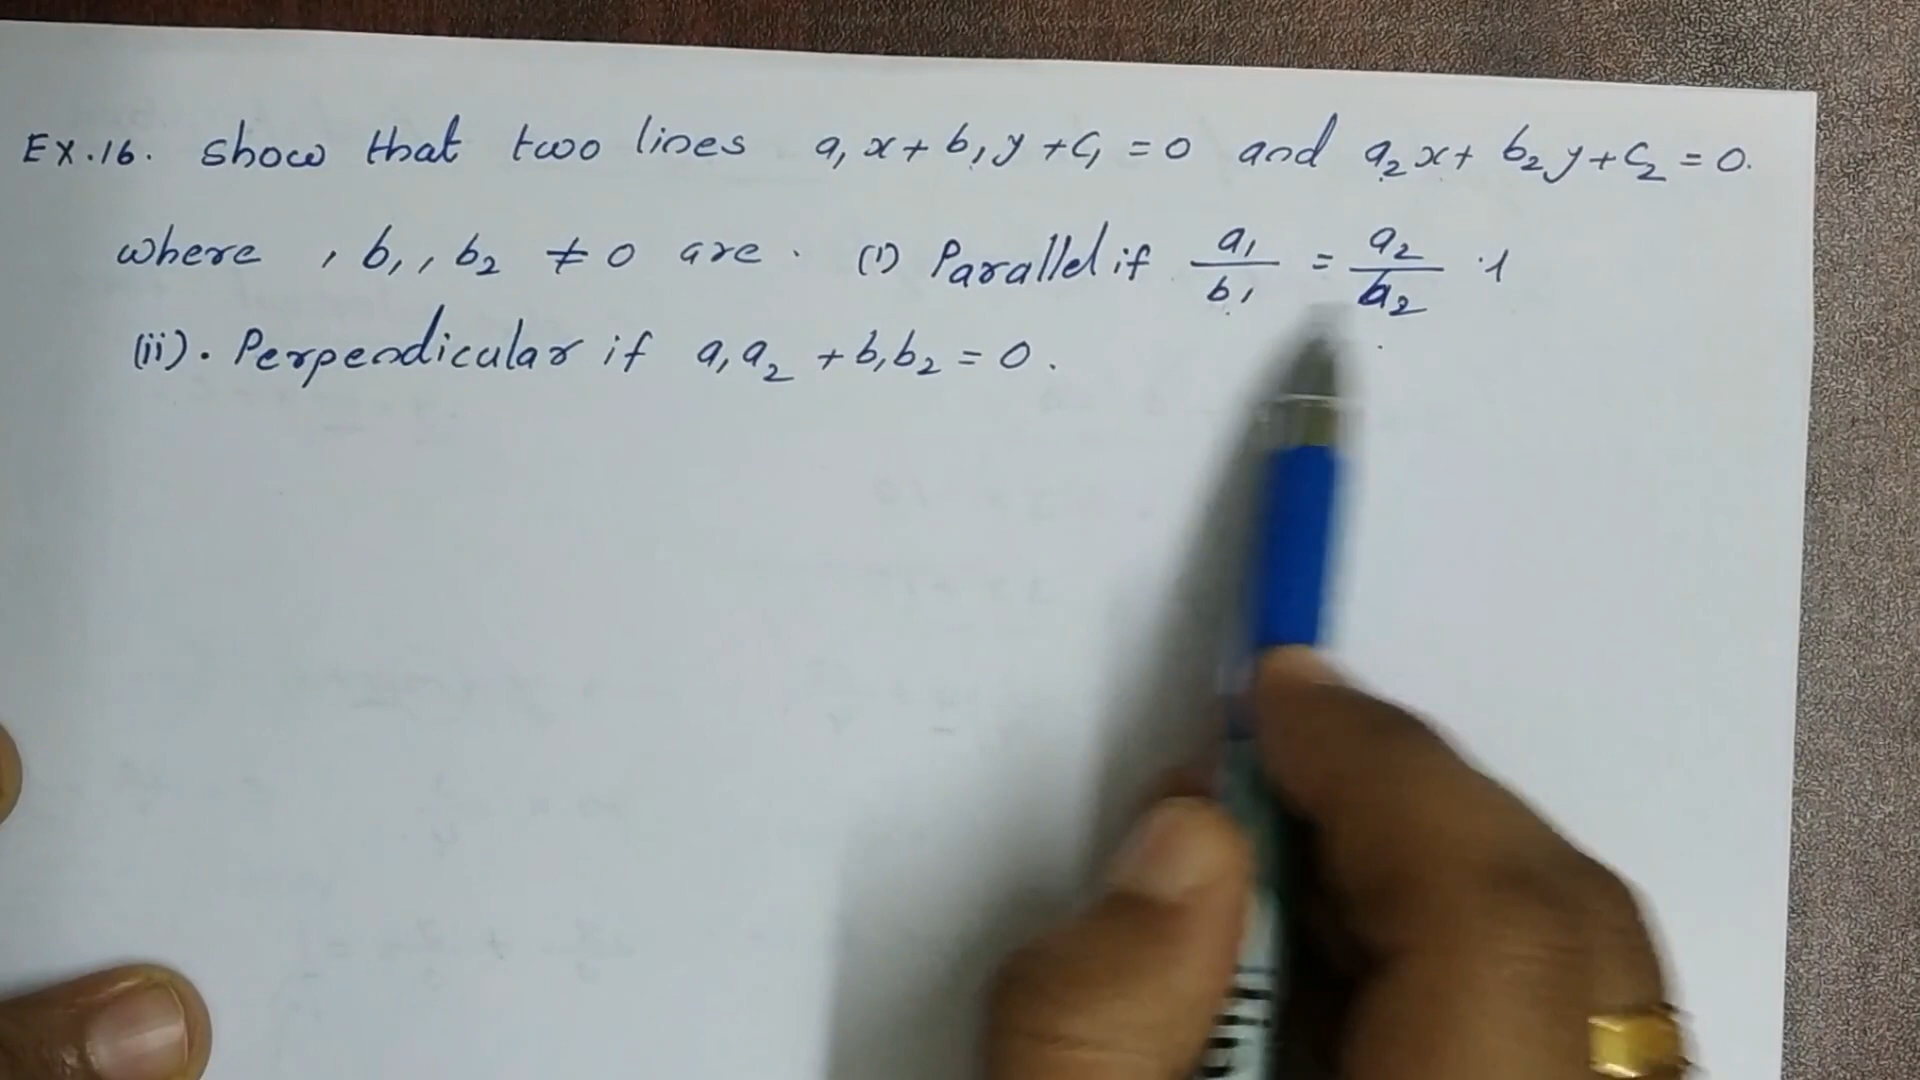 EX.16. show that two lines a₁x + b₁y + c₁ = 0 and a₂x + b₂y + c₂ = 0.
where , b₁, b₂ ≠ 0 are. (i) Parallel if a₁/b₁ = a₂/b₂
(ii). Perpendicular if a₁a₂ + b₁b₂ = 0.